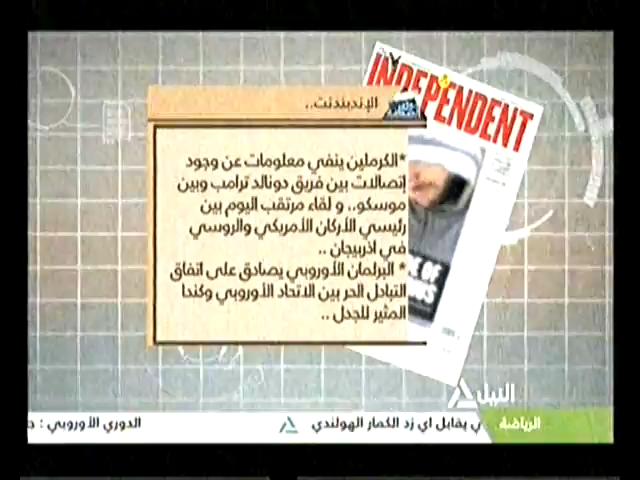 INDEPENDENT
الإندبندنت..
*الكرملين ينفي معلومات عن وجود
إتصالات بين فريق دونالد ترامب وبين
موسكو.. و لقاء مرتقب اليوم بين
رئيسي الأركان الأمريكي والروسي
في اذربيجان ..
* البرلمان الأوروبي يصادق على اتفاق
التبادل الحر بين الاتحاد الأوروبي وكندا
المثير للجدل ..
OF
النيل
الرياضة
ي يقابل اي زد الكمار الهولندي
الدوري الأوروبي : ج